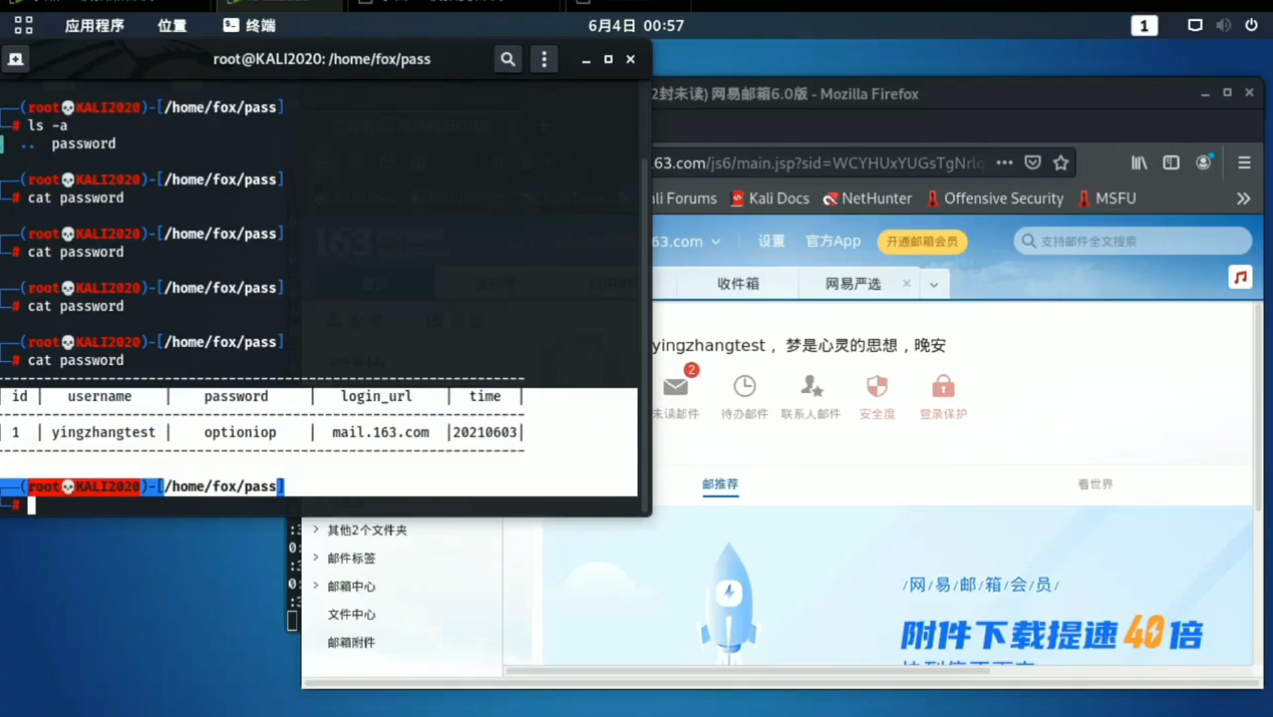 应用程序 位置 终端 6月4日 00:57 1
root@KALI2020: /home/fox/pass
(root💀KALI2020)-[/home/fox/pass]
# ls -a
.. password
(root💀KALI2020)-[/home/fox/pass]
# cat password
(root💀KALI2020)-[/home/fox/pass]
# cat password
(root💀KALI2020)-[/home/fox/pass]
# cat password
(root💀KALI2020)-[/home/fox/pass]
# cat password
id | username | password | login_url | time
1 | yingzhangtest | optioniop | mail.163.com |20210603|
(root💀KALI2020)-[/home/fox/pass]
#
2封未读) 网易邮箱6.0版 - Mozilla Firefox
63.com/js6/main.jsp?sid=WCYHUxYUGsTgNrlq
Forums Kali Docs NetHunter Offensive Security MSFU
63.com 设置 官方App 开通邮箱会员 支持邮件全文搜索
收件箱 网易严选
yingzhangtest，梦是心灵的思想，晚安
2
未读邮件 待办邮件 联系人邮件 安全度 登录保护
邮推荐 看世界
其他2个文件夹
邮件标签
邮箱中心
文件中心
邮箱附件
/网/易/邮/箱/会/员/
附件下载提速40倍